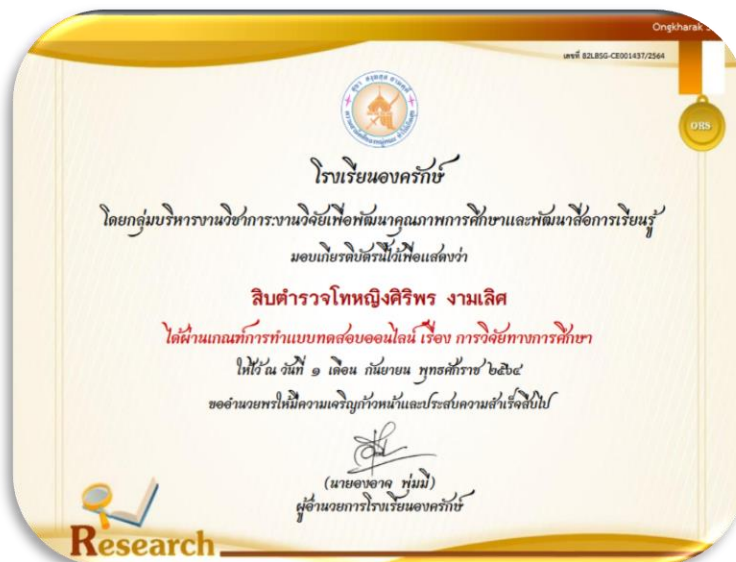 Ongkharak
เลขที่ 82LBSG-CE001437/2564
ORS
โรงเรียนองครักษ์
โดยกลุ่มบริหารงานวิชาการ:งานวิจัยเพื่อพัฒนาคุณภาพการศึกษาและพัฒนาสื่อการเรียนรู้
มอบเกียรติบัตรนี้ไว้เพื่อแสดงว่า
สิบตำรวจโทหญิงศิริพร งามเลิศ
ได้ผ่านเกณฑ์การทำแบบทดสอบออนไลน์ เรื่อง การวิจัยทางการศึกษา
ให้ไว้ ณ วันที่ ๑ เดือน กันยายน พุทธศักราช ๒๕๖๔
ขออำนวยพรให้มีความเจริญก้าวหน้าและประสบความสำเร็จสืบไป
(นายองอาจ พุ่มมี)
ผู้อำนวยการโรงเรียนองครักษ์
Research